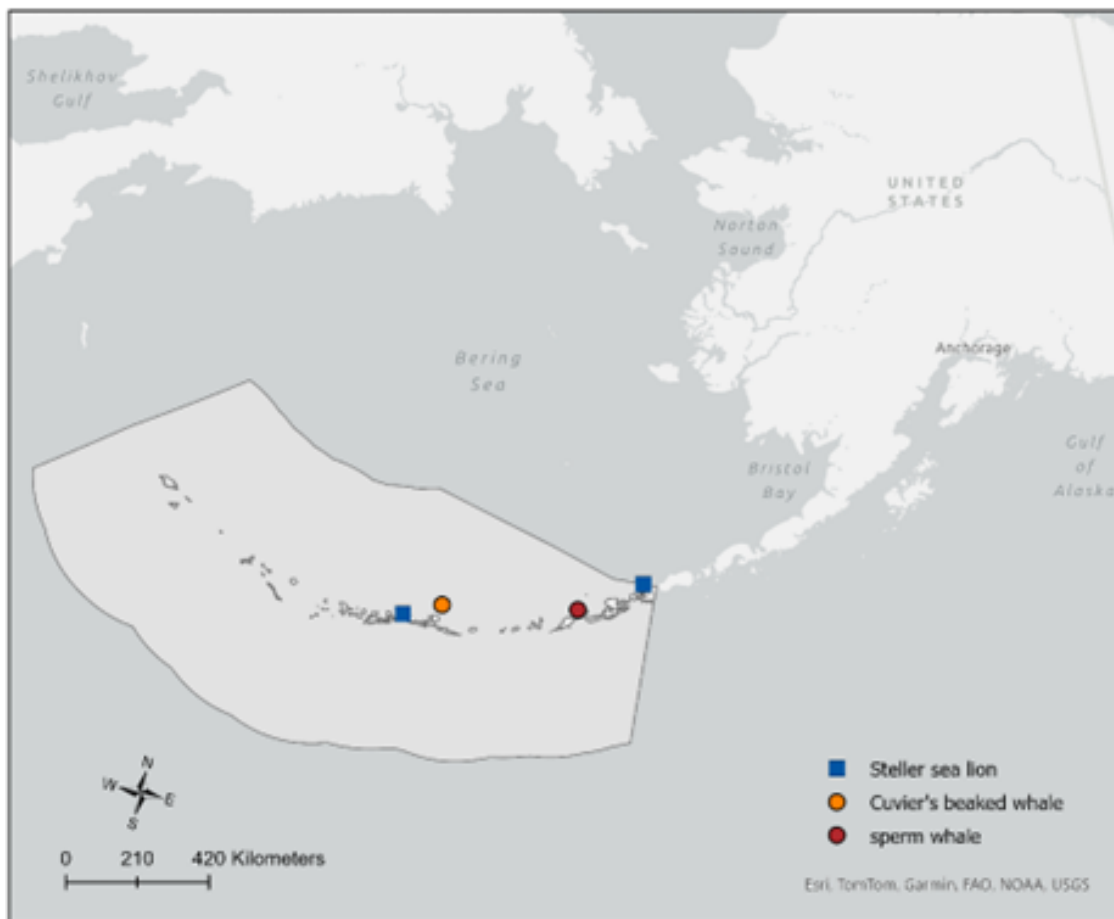 Shelikhov
Gulf
UNITED
STATES
Norton
Sound
Anchorage
Bering
Sea
Gulf
of
Alaska
Bristol
Bay
N
W
E
S
0 210 420 Kilometers
Steller sea lion
Cuvier's beaked whale
sperm whale
Esri, TomTom, Garmin, FAO, NOAA, USGS